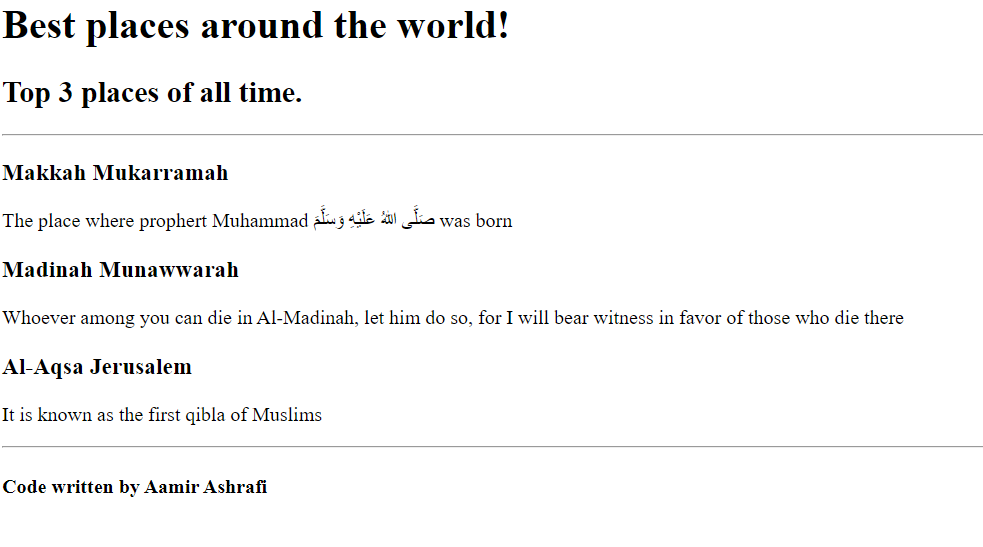 Best places around the world!
Top 3 places of all time.
Makkah Mukarramah
The place where prophert Muhammad صَلَّى اللهُ عَلَيْهِ وَسَلَّمَ was born
Madinah Munawwarah
Whoever among you can die in Al-Madinah, let him do so, for I will bear witness in favor of those who die there
Al-Aqsa Jerusalem
It is known as the first qibla of Muslims
Code written by Aamir Ashrafi